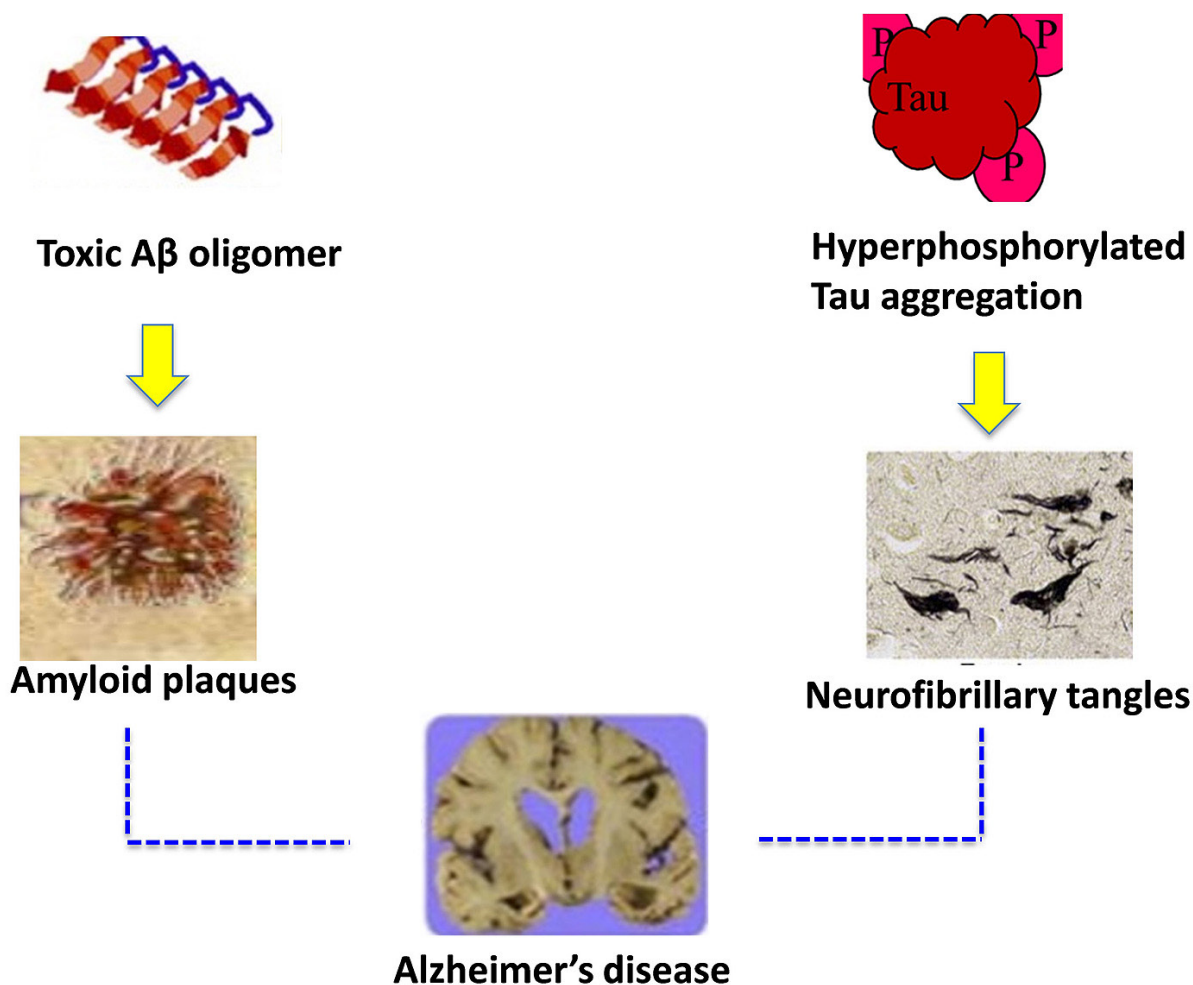 P
P
Tau
P
Toxic Aβ oligomer
Hyperphosphorylated
Tau aggregation
Amyloid plaques
Neurofibrillary tangles
Alzheimer’s disease